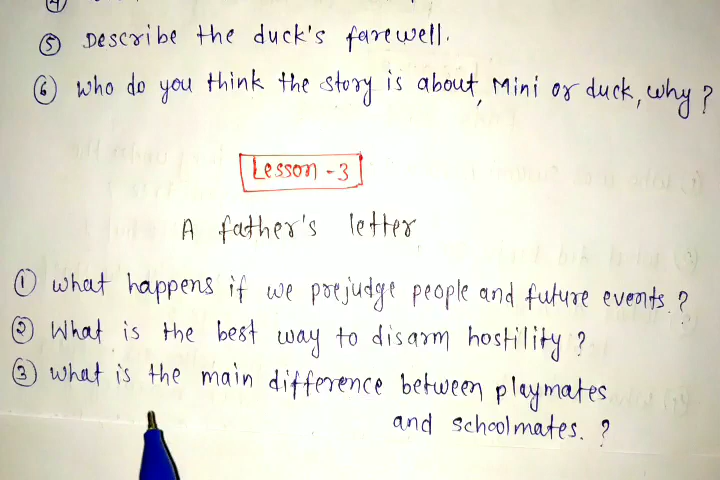 ④
⑤ Describe the duck's farewell.
⑥ Who do you think the story is about, Mini or duck, why?
Lesson-3
A father's letter
① What happens if we prejudge people and future events.?
② What is the best way to disarm hostility?
③ What is the main difference between playmates
and schoolmates.?